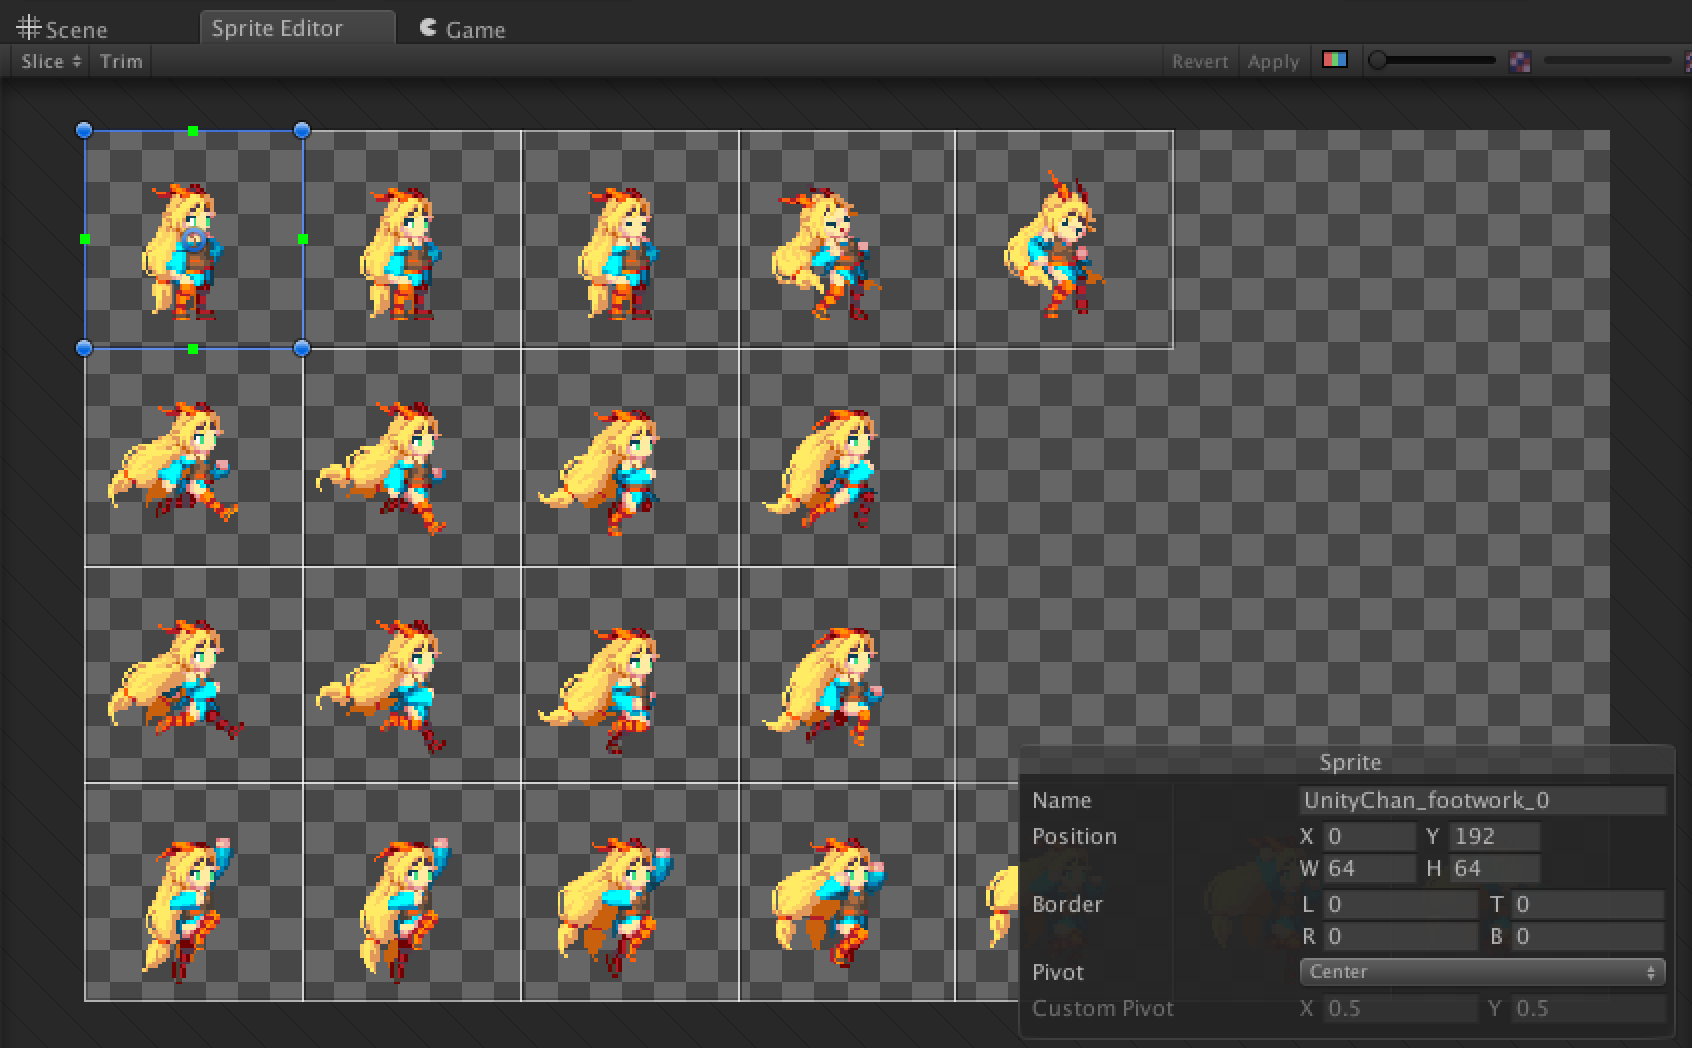 Scene Sprite Editor Game
Slice Trim Revert Apply
Sprite
Name UnityChan_footwork_0
Position X 0 Y 192
W 64 H 64
Border L 0 T 0
R 0 B 0
Pivot Center
Custom Pivot X 0.5 Y 0.5